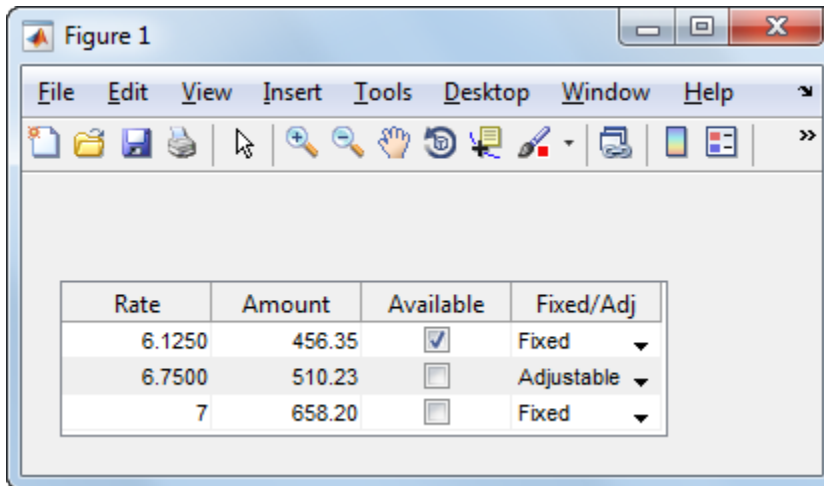 Figure 1
File Edit View Insert Tools Desktop Window Help
Rate Amount Available Fixed/Adj
6.1250 456.35 Fixed
6.7500 510.23 Adjustable
7 658.20 Fixed